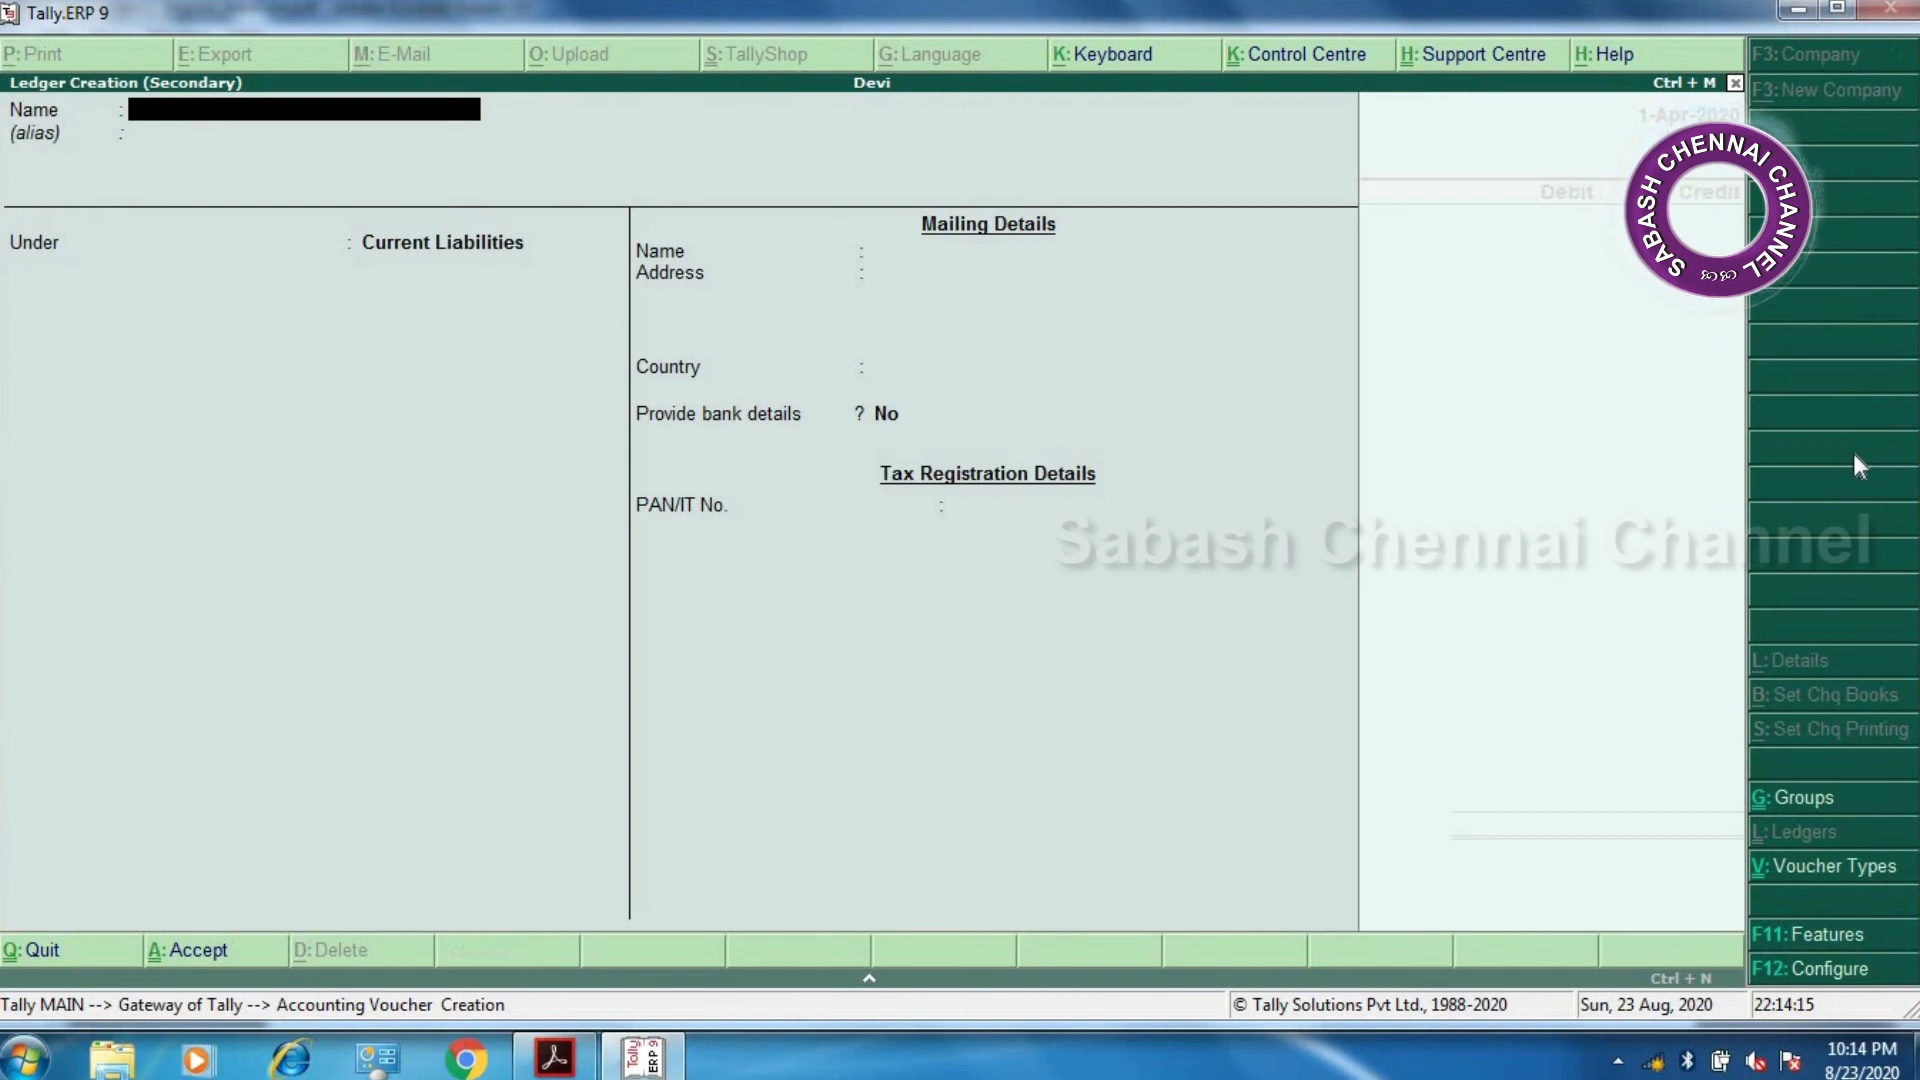 Tally.ERP 9
P: Print
E: Export
M: E-Mail
O: Upload
S: TallyShop
G: Language
K: Keyboard
K: Control Centre
H: Support Centre
H: Help
F3: Company
Ledger Creation (Secondary)
Devi
Ctrl + M
F3: New Company
Name :
(alias) :
1-Apr-2020
SABASH CHENNAI CHANNEL
Debit
Credit
Under : Current Liabilities
Mailing Details
Name :
Address :
Country :
Provide bank details ? No
Tax Registration Details
PAN/IT No. :
Sabash Chennai Channel
L: Details
B: Set Chq Books
S: Set Chq Printing
G: Groups
L: Ledgers
V: Voucher Types
F11: Features
F12: Configure
Q: Quit
A: Accept
D: Delete
Ctrl + N
Tally MAIN --> Gateway of Tally --> Accounting Voucher Creation
© Tally Solutions Pvt Ltd., 1988-2020
Sun, 23 Aug, 2020
22:14:15
Tally
ERP 9
10:14 PM
8/23/2020